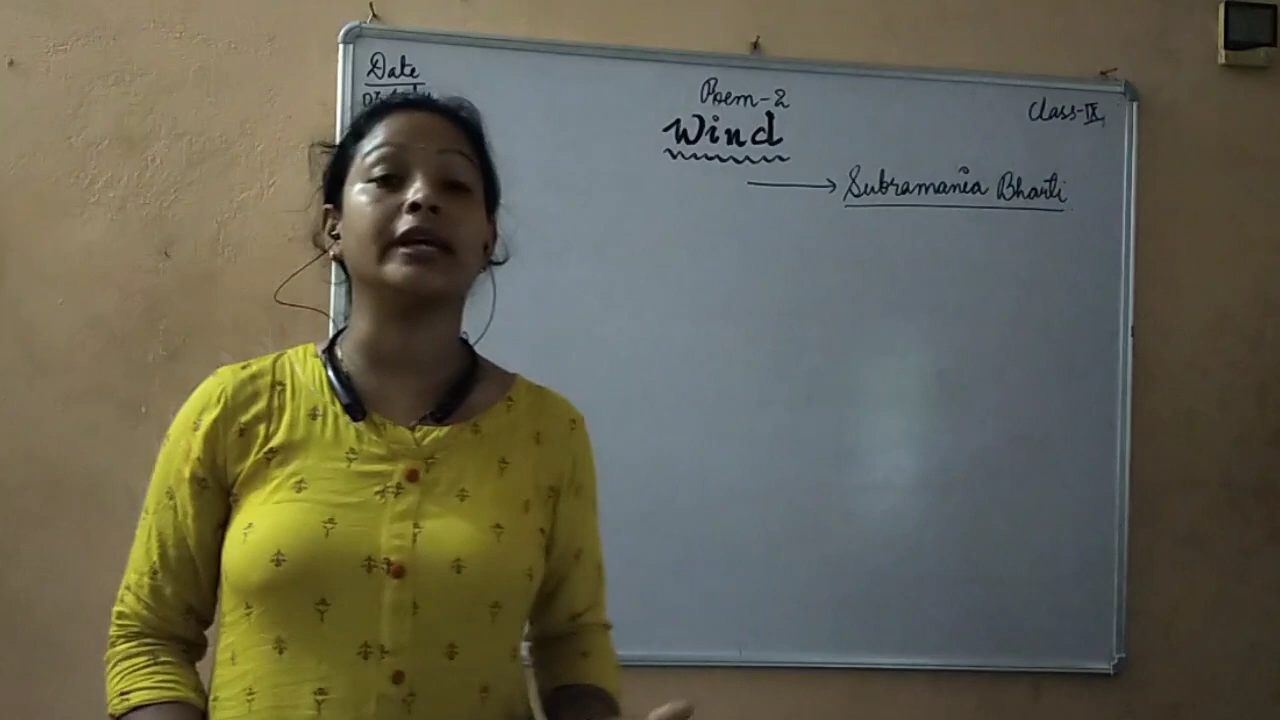 Date
Poem-2
Class-IX
Wind
Subramania Bharti